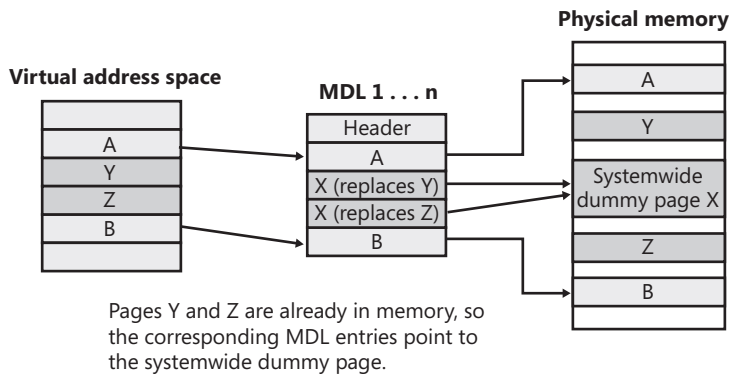 Physical memory
Virtual address space
MDL 1 . . . n
A
Y
Z
B
Header
A
X (replaces Y)
X (replaces Z)
B
A
Y
Systemwide
dummy page X
Z
B
Pages Y and Z are already in memory, so
the corresponding MDL entries point to
the systemwide dummy page.